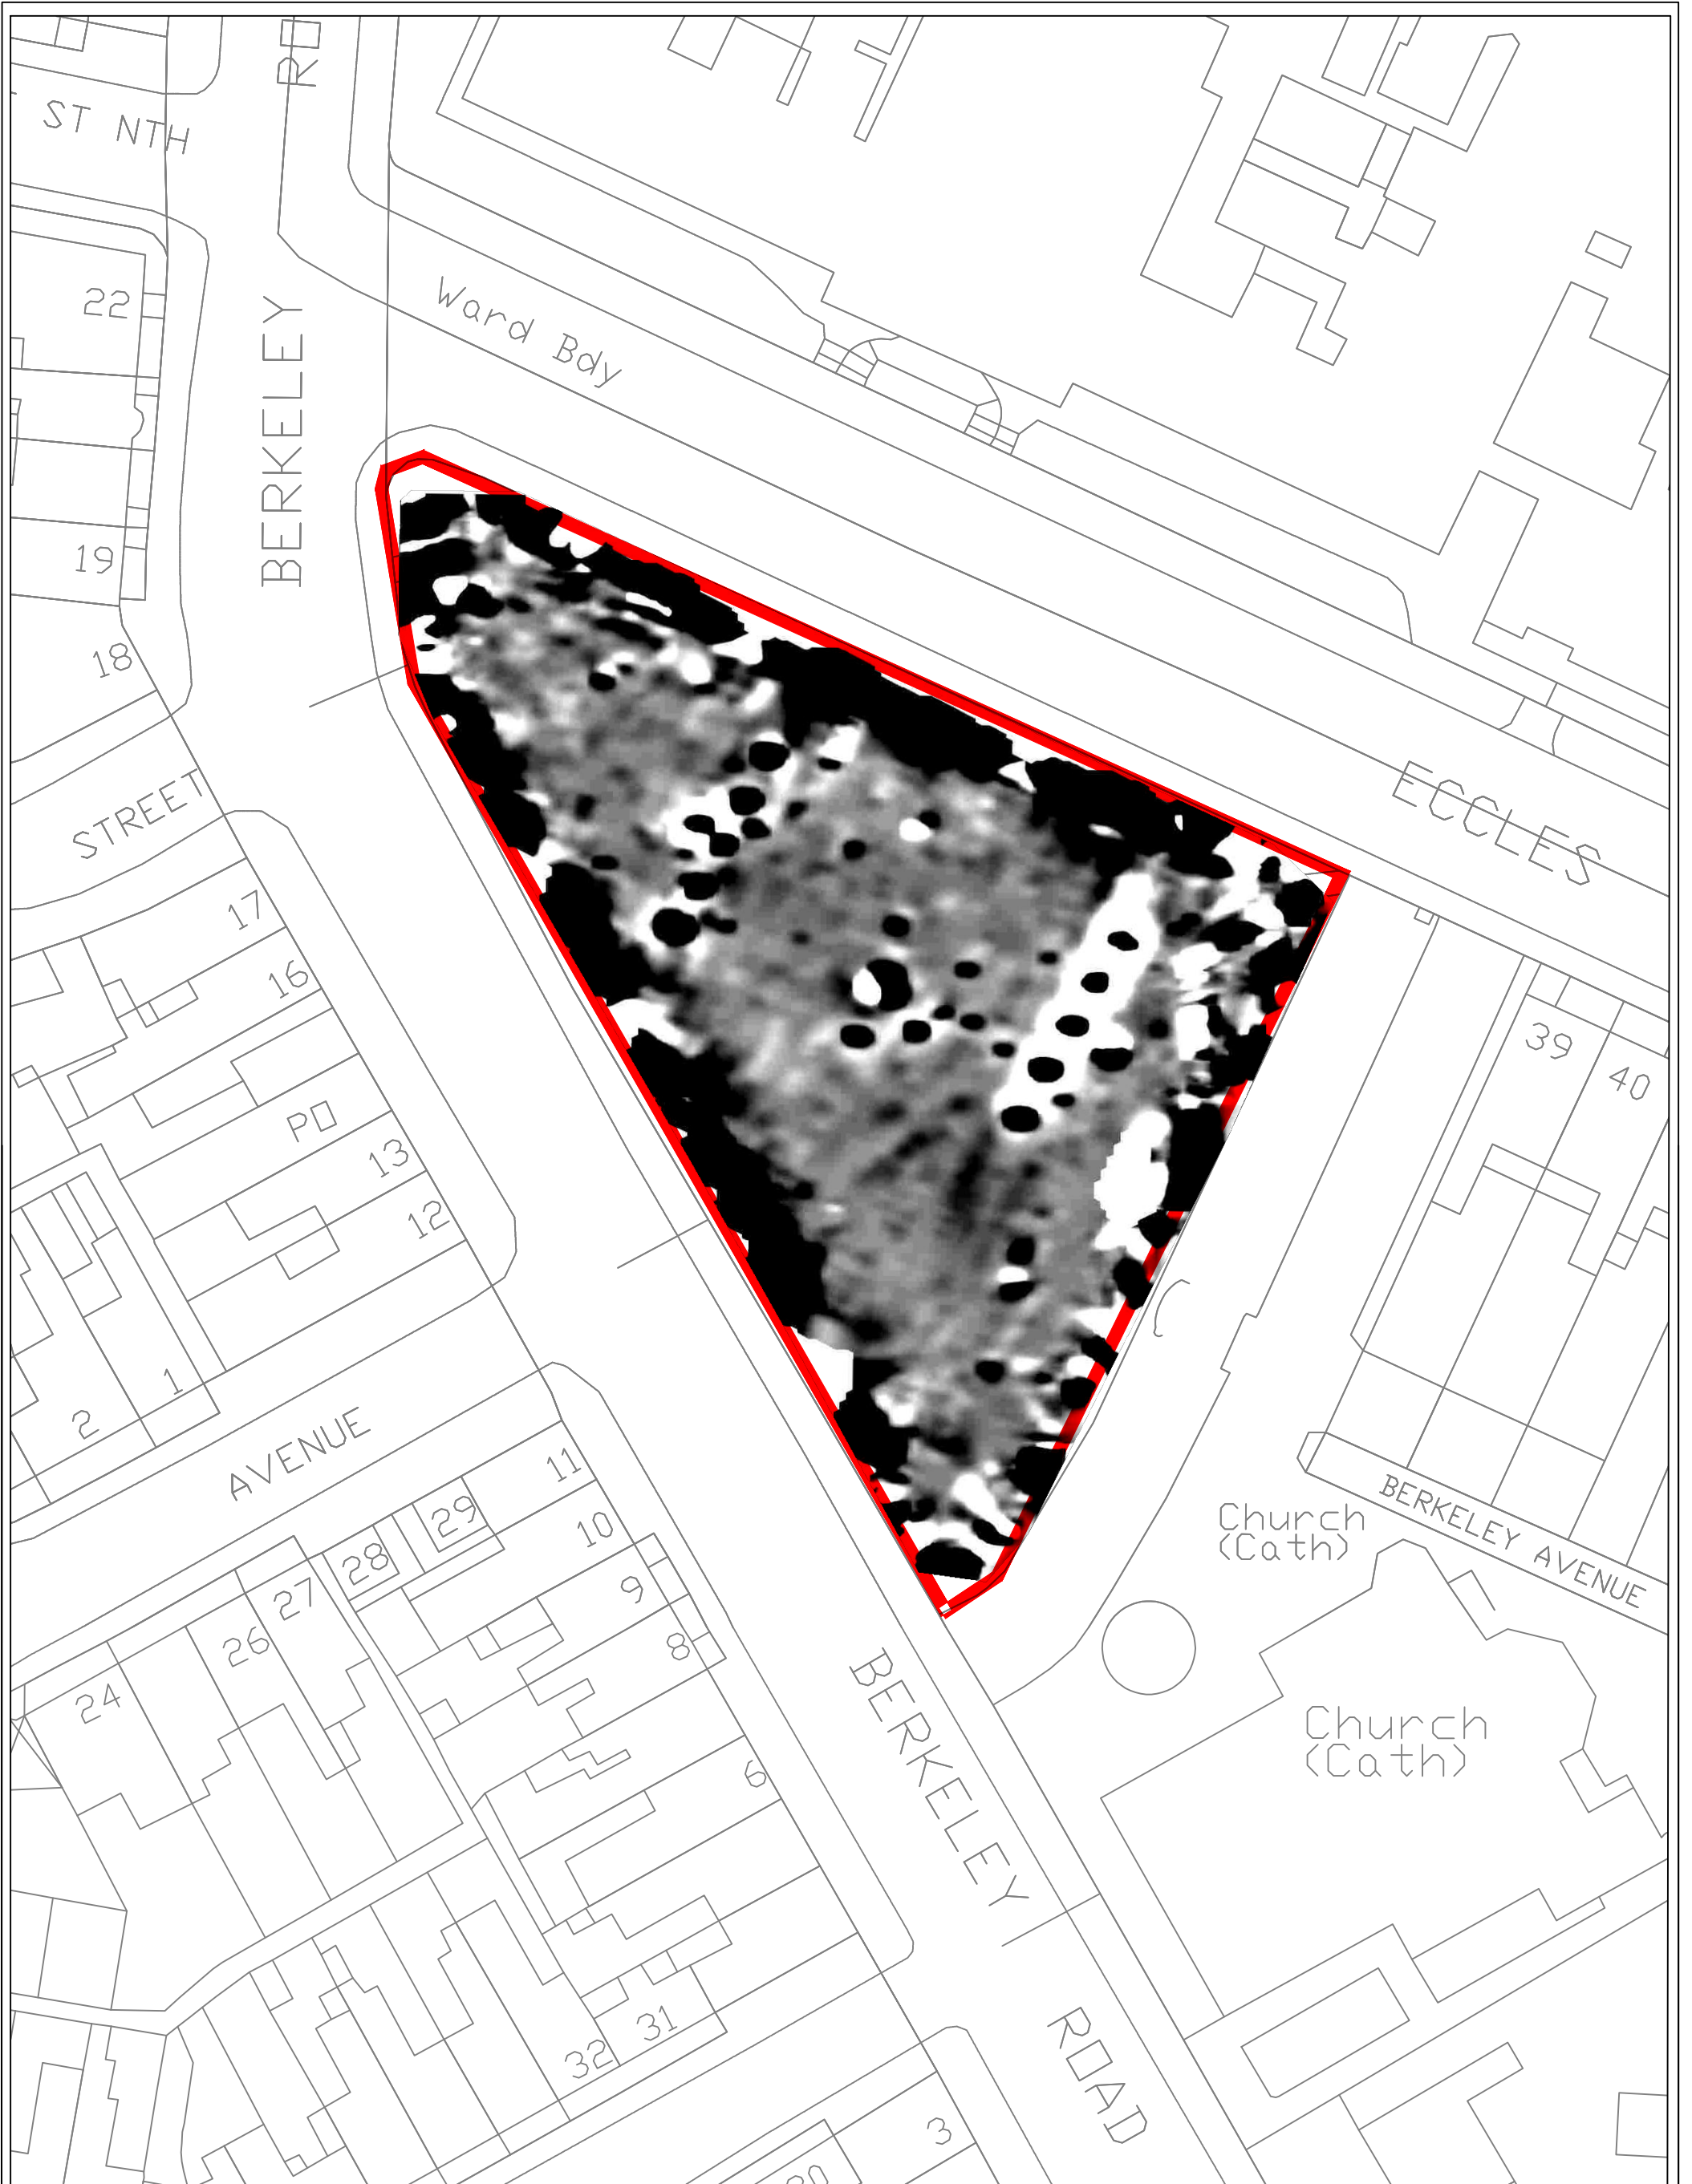 RD
ST NTH
22
BERKELEY
Ward Bdy
19
18
STREET
ECCLES
17
16
PO
13
12
39
40
1
2
AVENUE
11
29
10
28
27
9
26
8
24
Church
(Cath)
BERKELEY AVENUE
BERKELEY
Church
(Cath)
6
31
32
ROAD
3